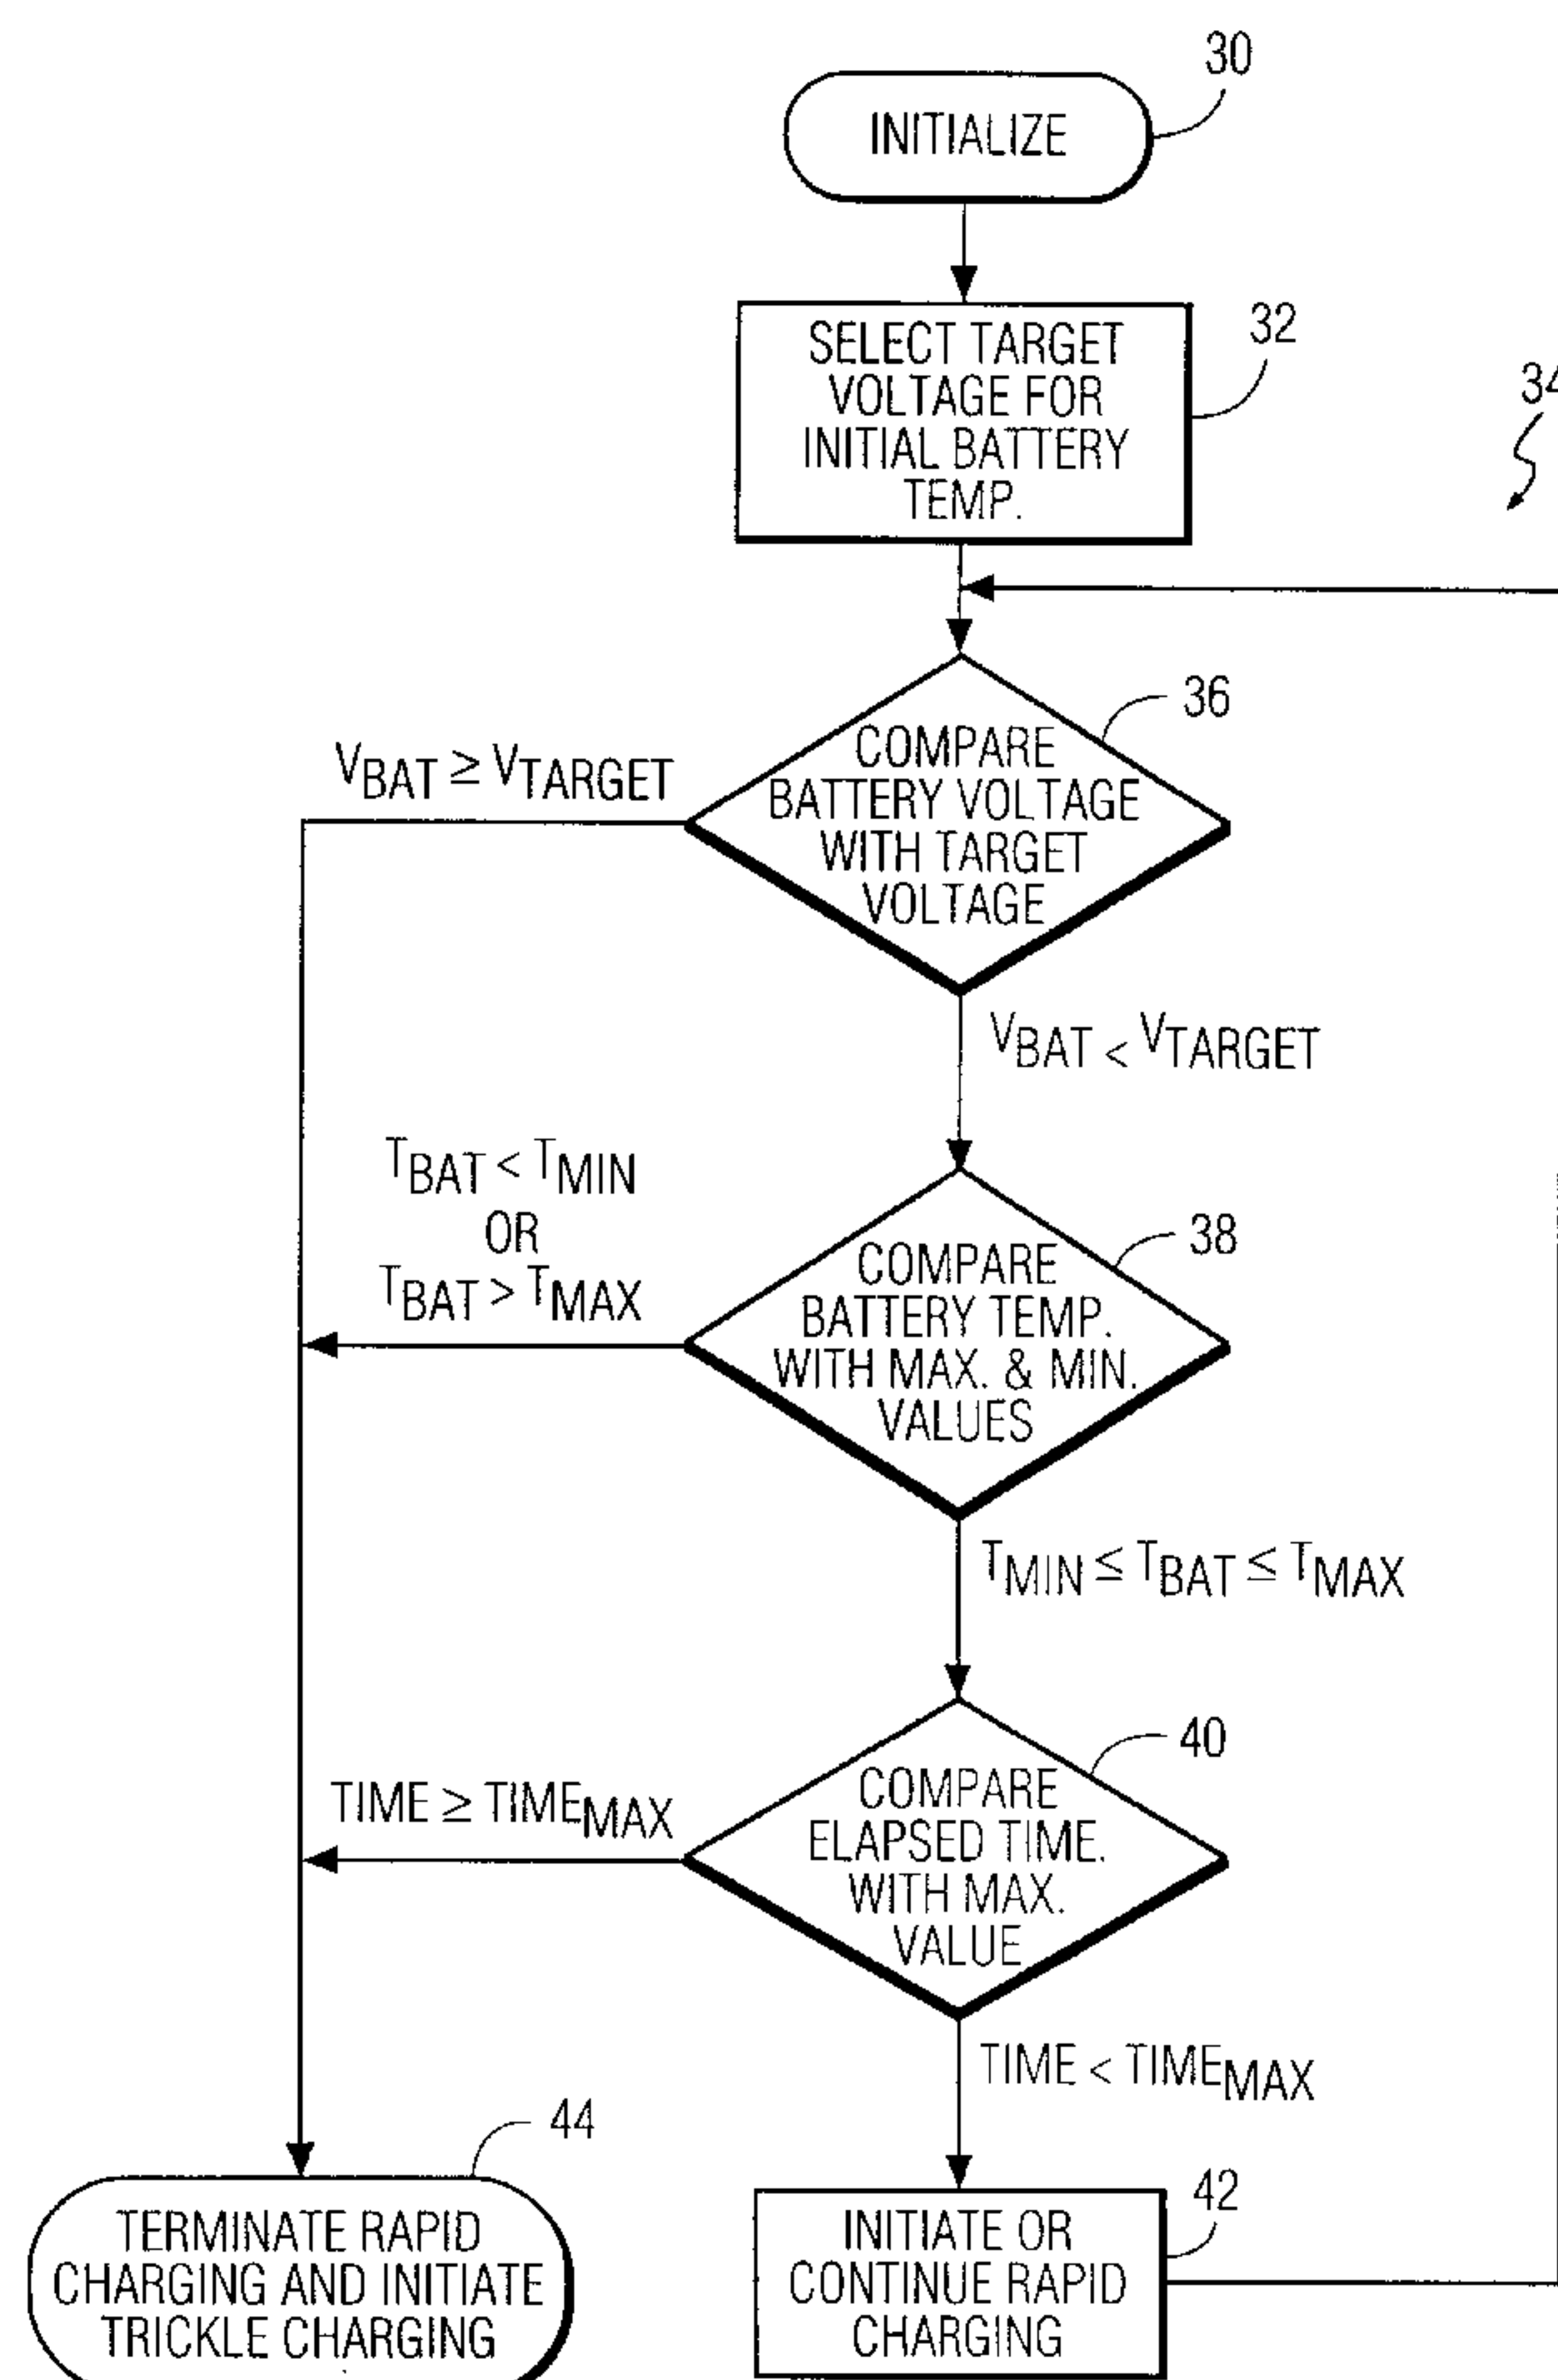 30
INITIALIZE
32
SELECT TARGET
VOLTAGE FOR
INITIAL BATTERY
TEMP.
34
36
COMPARE
BATTERY VOLTAGE
WITH TARGET
VOLTAGE
VBAT ≥ VTARGET
VBAT < VTARGET
TBAT < TMIN
OR
TBAT > TMAX
38
COMPARE
BATTERY TEMP.
WITH MAX. & MIN.
VALUES
TMIN ≤ TBAT ≤ TMAX
40
COMPARE
ELAPSED TIME.
WITH MAX.
VALUE
TIME ≥ TIMEMAX
TIME < TIMEMAX
44
TERMINATE RAPID
CHARGING AND INITIATE
TRICKLE CHARGING
42
INITIATE OR
CONTINUE RAPID
CHARGING